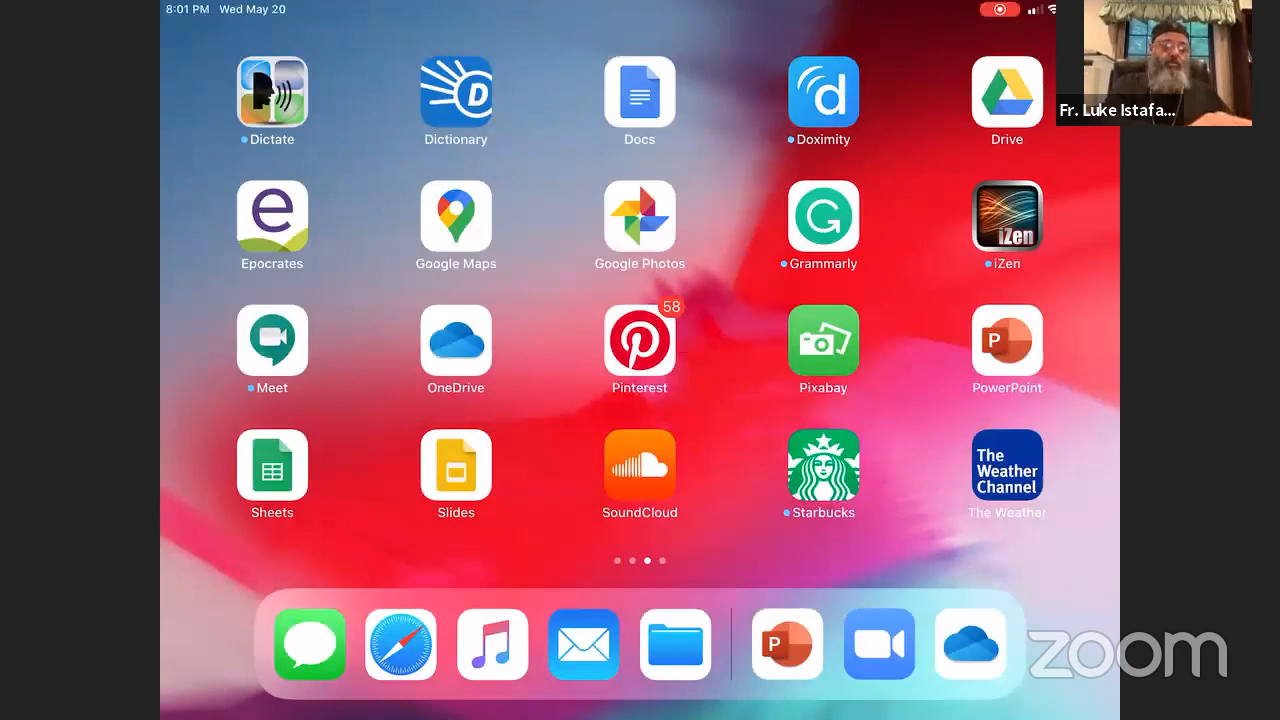 8:01 PM Wed May 20
Fr. Luke Istafa...
Dictate
Dictionary
Docs
Doximity
Drive
Epocrates
Google Maps
Google Photos
Grammarly
iZen
iZen
58
Meet
OneDrive
Pinterest
Pixabay
PowerPoint
The
Weather
Channel
Sheets
Slides
SoundCloud
Starbucks
The Weather
zoom